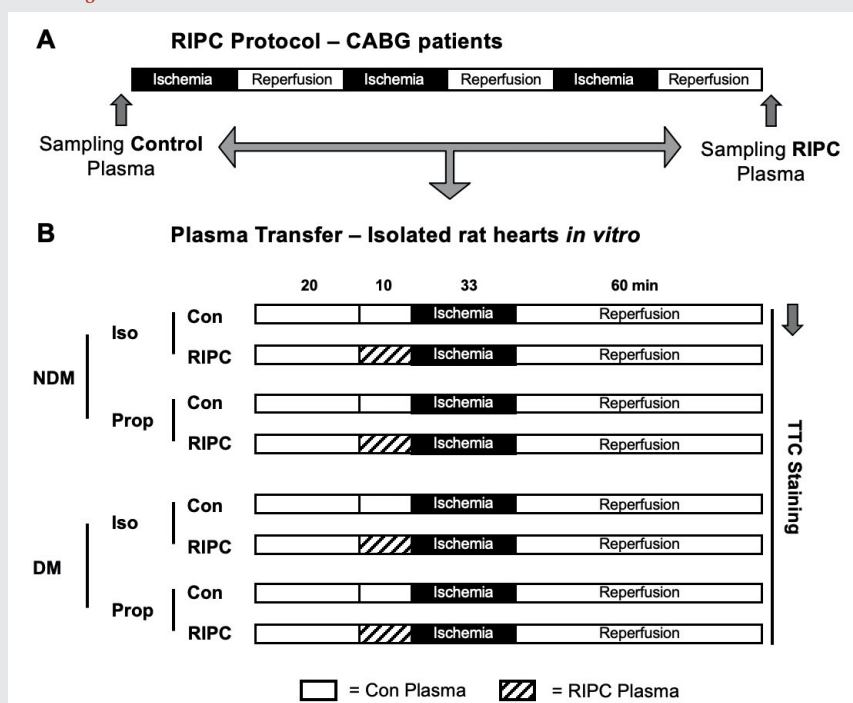 A RIPC Protocol – CABG patients
Ischemia Reperfusion Ischemia Reperfusion Ischemia Reperfusion
Sampling Control
Plasma
Sampling RIPC
Plasma
B Plasma Transfer – Isolated rat hearts in vitro
20 10 33 60 min
NDM
Iso
Con Ischemia Reperfusion
RIPC Ischemia Reperfusion
Prop
Con Ischemia Reperfusion
RIPC Ischemia Reperfusion
DM
Iso
Con Ischemia Reperfusion
RIPC Ischemia Reperfusion
Prop
Con Ischemia Reperfusion
RIPC Ischemia Reperfusion
TTC Staining
= Con Plasma = RIPC Plasma